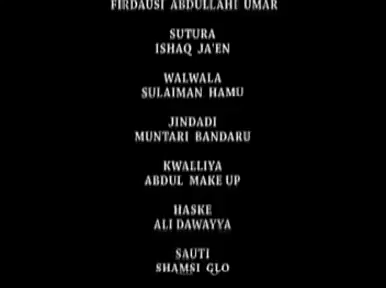 FIRDAUSI ABDULLAHI UMAR
SUTURA
ISHAQ JA'EN
WALWALA
SULAIMAN HAMU
JINDADI
MUNTARI BANDARU
KWALLIYA
ABDUL MAKE UP
HASKE
ALI DAWAYYA
SAUTI
SHAMSI GLO